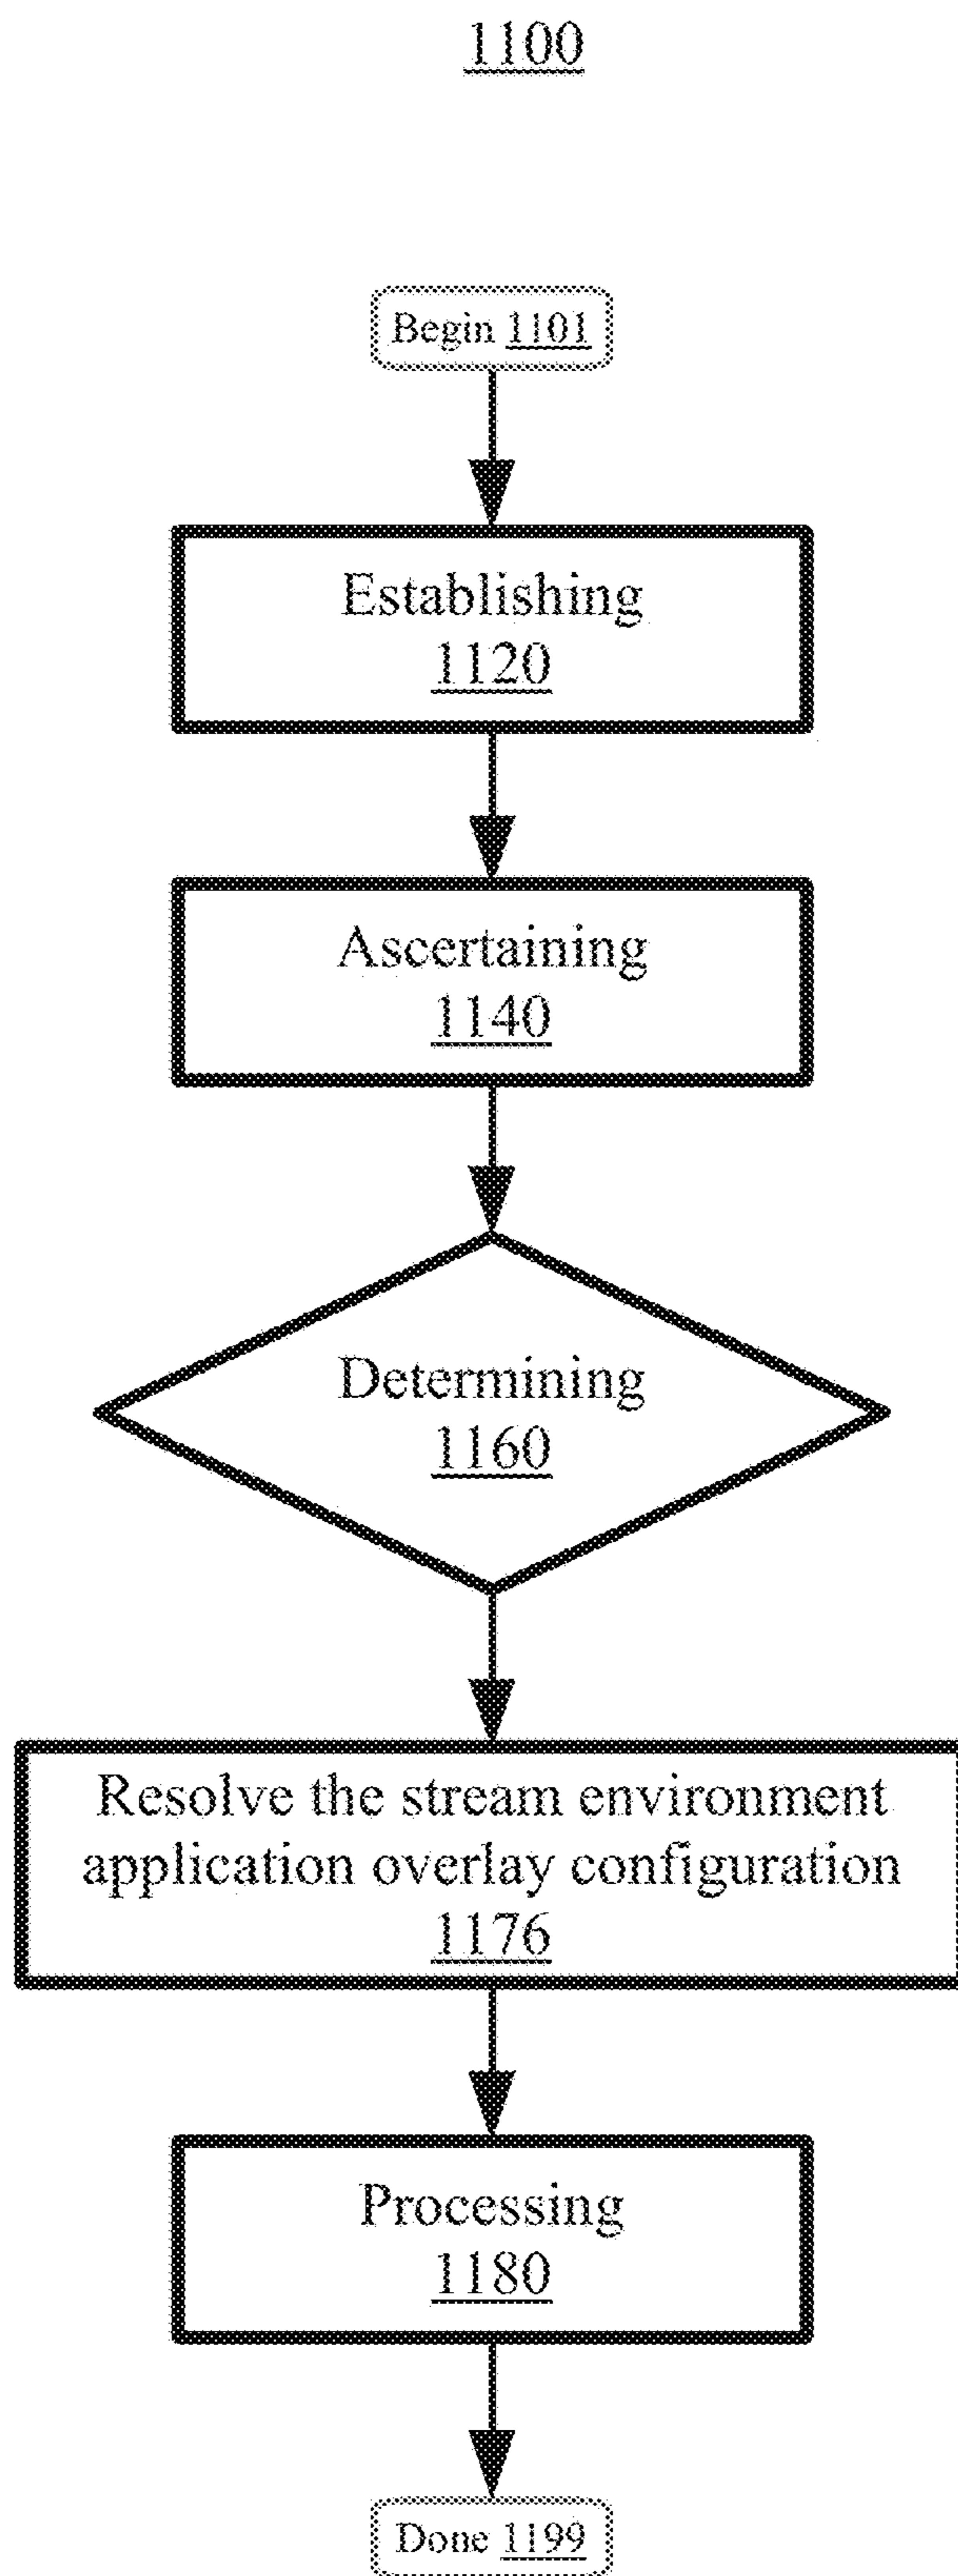 1100
Begin 1101
Establishing
1120
Ascertaining
1140
Determining
1160
Resolve the stream environment
application overlay configuration
1176
Processing
1180
Done 1199